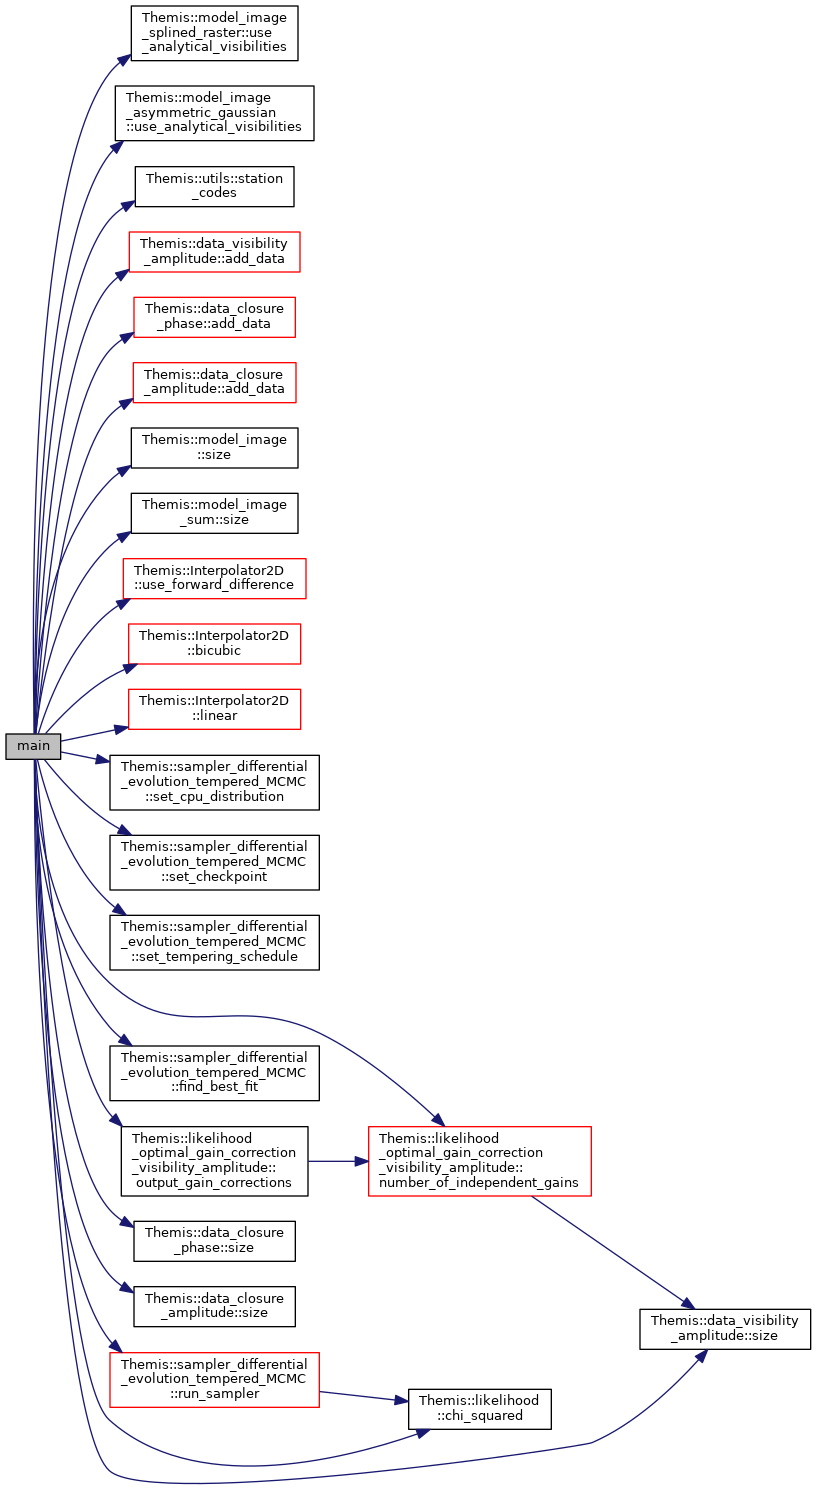 Themis::model_image
_splined_raster::use
_analytical_visibilities
Themis::model_image
_asymmetric_gaussian
::use_analytical_visibilities
Themis::utils::station
_codes
Themis::data_visibility
_amplitude::add_data
Themis::data_closure
_phase::add_data
Themis::data_closure
_amplitude::add_data
Themis::model_image
::size
Themis::model_image
_sum::size
Themis::Interpolator2D
::use_forward_difference
Themis::Interpolator2D
::bicubic
Themis::Interpolator2D
::linear
main
Themis::sampler_differential
_evolution_tempered_MCMC
::set_cpu_distribution
Themis::sampler_differential
_evolution_tempered_MCMC
::set_checkpoint
Themis::sampler_differential
_evolution_tempered_MCMC
::set_tempering_schedule
Themis::sampler_differential
_evolution_tempered_MCMC
::find_best_fit
Themis::likelihood
_optimal_gain_correction
_visibility_amplitude::
output_gain_corrections
Themis::likelihood
_optimal_gain_correction
_visibility_amplitude::
number_of_independent_gains
Themis::data_closure
_phase::size
Themis::data_closure
_amplitude::size
Themis::data_visibility
_amplitude::size
Themis::sampler_differential
_evolution_tempered_MCMC
::run_sampler
Themis::likelihood
::chi_squared